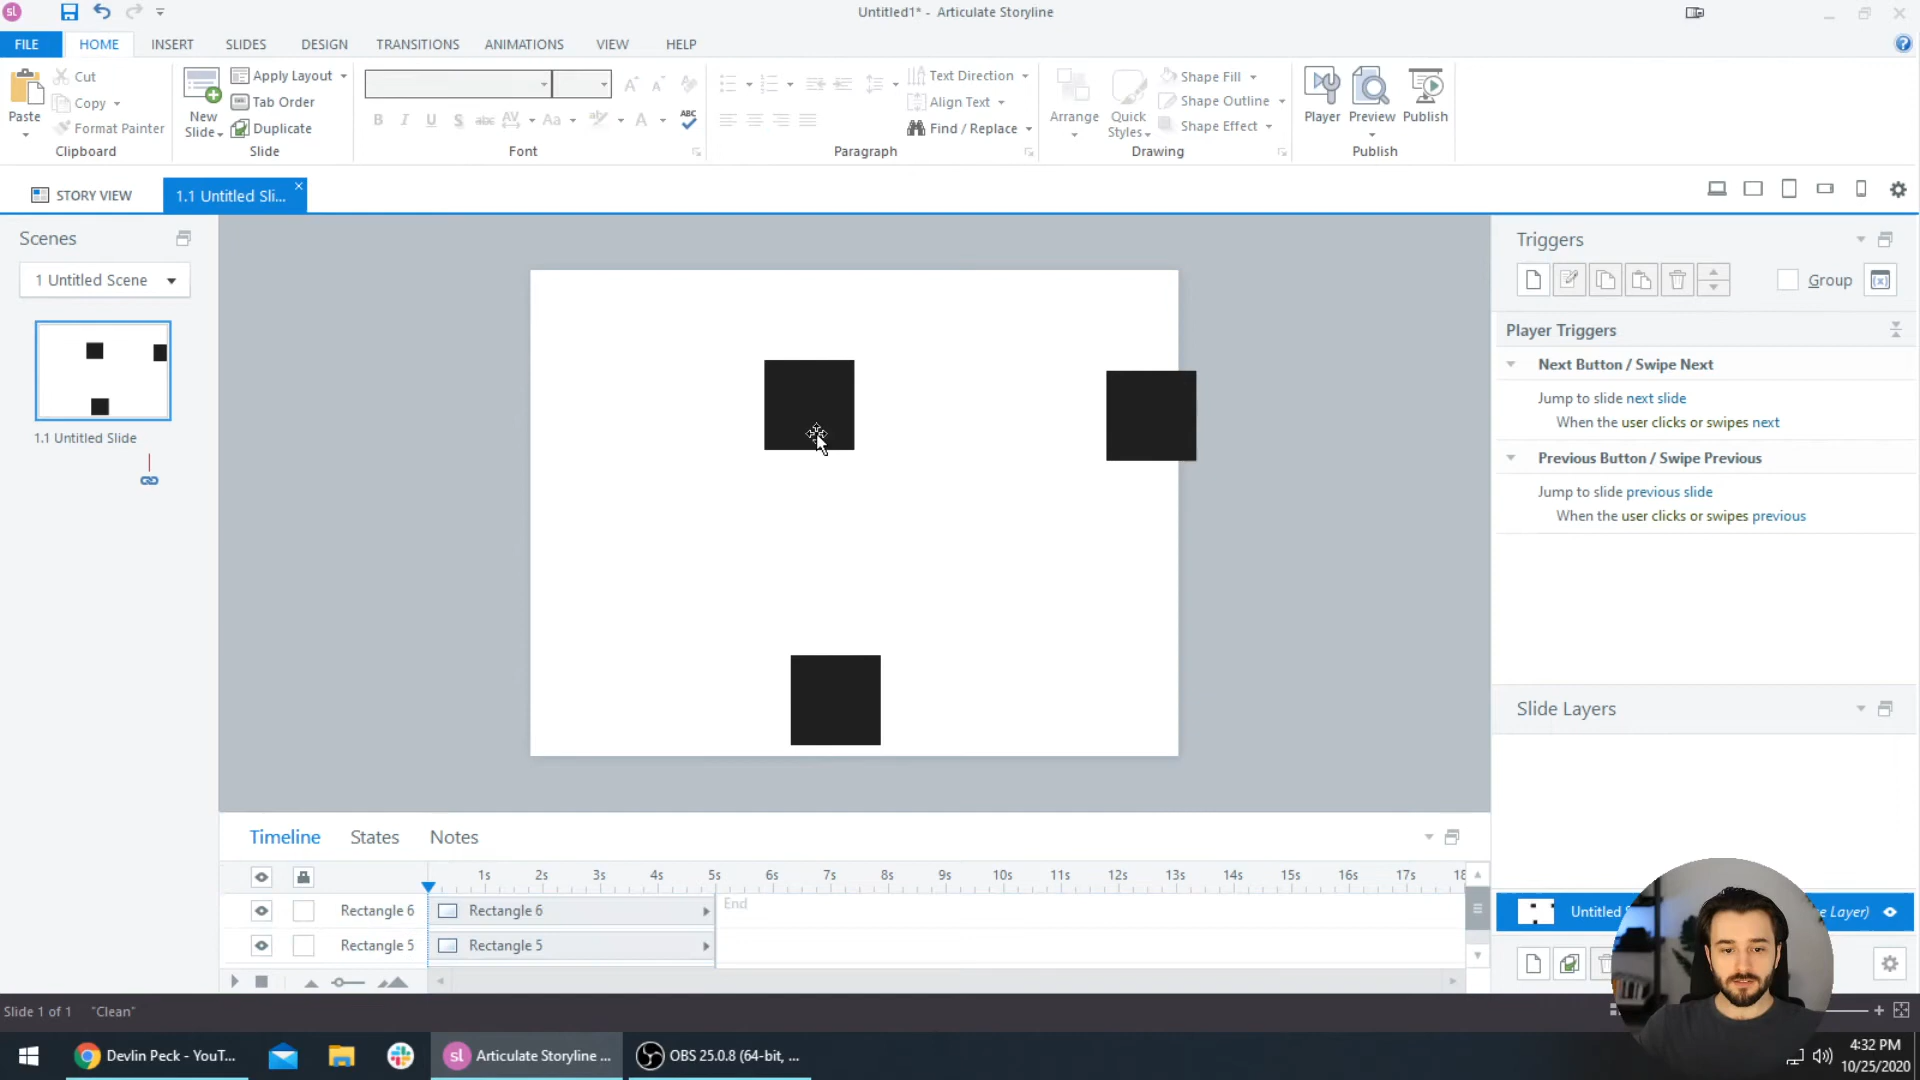 sl
Untitled1* - Articulate Storyline
FILE HOME INSERT SLIDES DESIGN TRANSITIONS ANIMATIONS VIEW HELP
Paste
Cut
Copy
Format Painter
Clipboard
New Slide
Apply Layout
Tab Order
Duplicate
Slide
B I U S abc AV Aa A ABC
Font
Text Direction
Align Text
Find / Replace
Paragraph
Arrange
Quick Styles
Shape Fill
Shape Outline
Shape Effect
Drawing
Player Preview Publish
Publish
STORY VIEW
1.1 Untitled Sli...
Scenes
1 Untitled Scene
1.1 Untitled Slide
Triggers
Group
Player Triggers
Next Button / Swipe Next
Jump to slide next slide
When the user clicks or swipes next
Previous Button / Swipe Previous
Jump to slide previous slide
When the user clicks or swipes previous
Slide Layers
Timeline States Notes
1s 2s 3s 4s 5s 6s 7s 8s 9s 10s 11s 12s 13s 14s 15s 16s 17s 18
Rectangle 6 Rectangle 6 End
Rectangle 5 Rectangle 5
Untitled
Layer)
Slide 1 of 1 "Clean"
Devlin Peck - YouT...
sl Articulate Storyline ...
OBS 25.0.8 (64-bit, ...
4:32 PM
10/25/2020